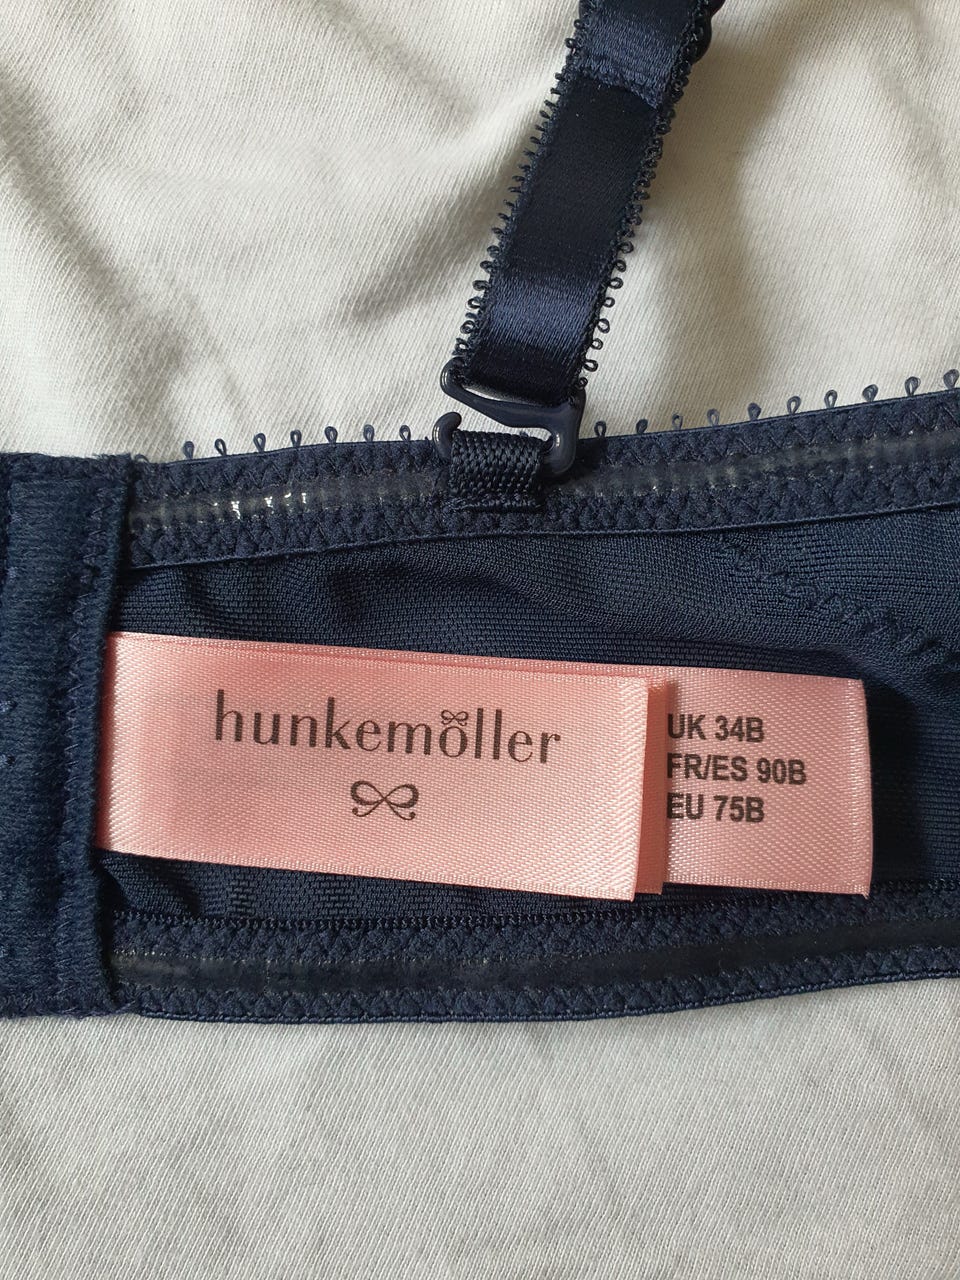 hunkemöller
UK 34B
FR/ES 90B
EU 75B